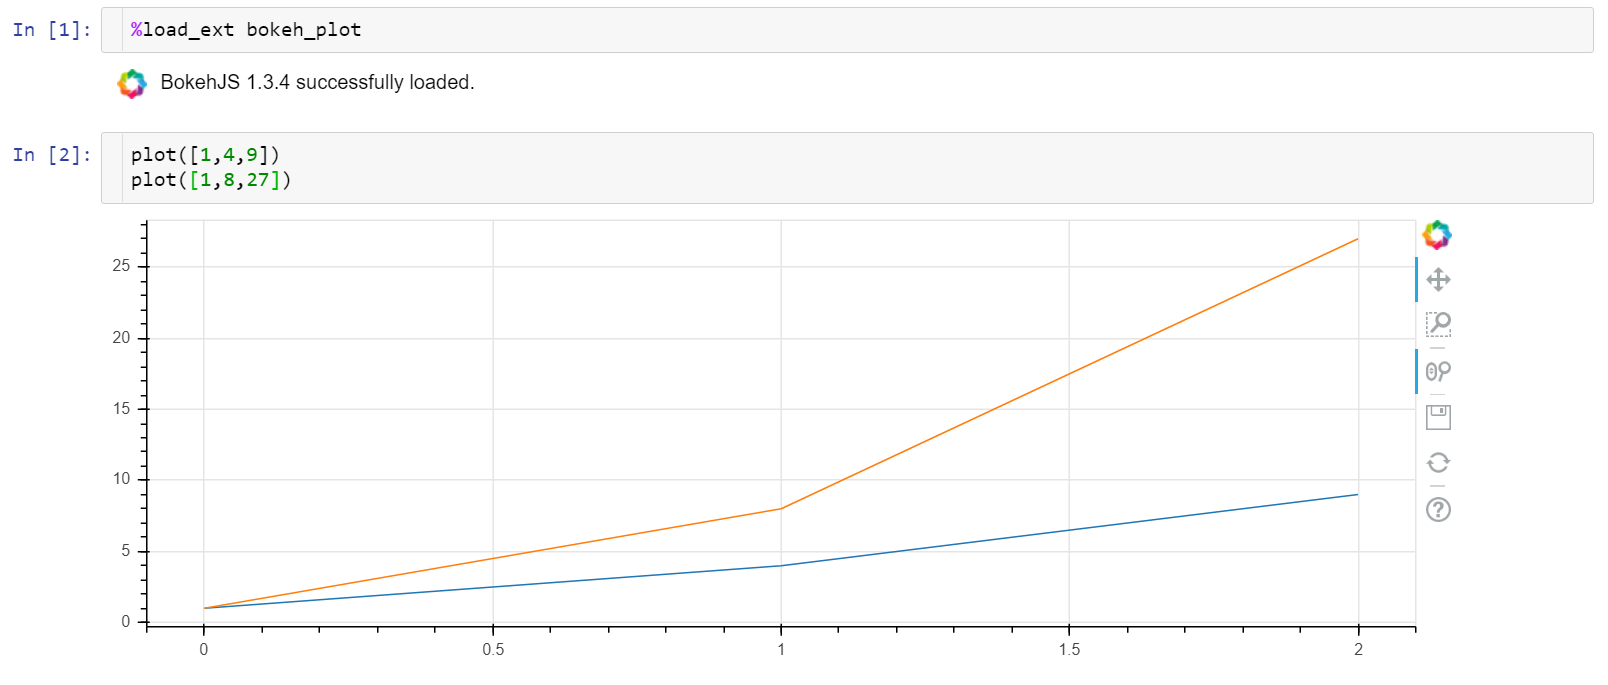 In [1]: %load_ext bokeh_plot
BokehJS 1.3.4 successfully loaded.
In [2]: plot([1,4,9])
plot([1,8,27])
25
20
15
10
5
0
0 0.5 1 1.5 2